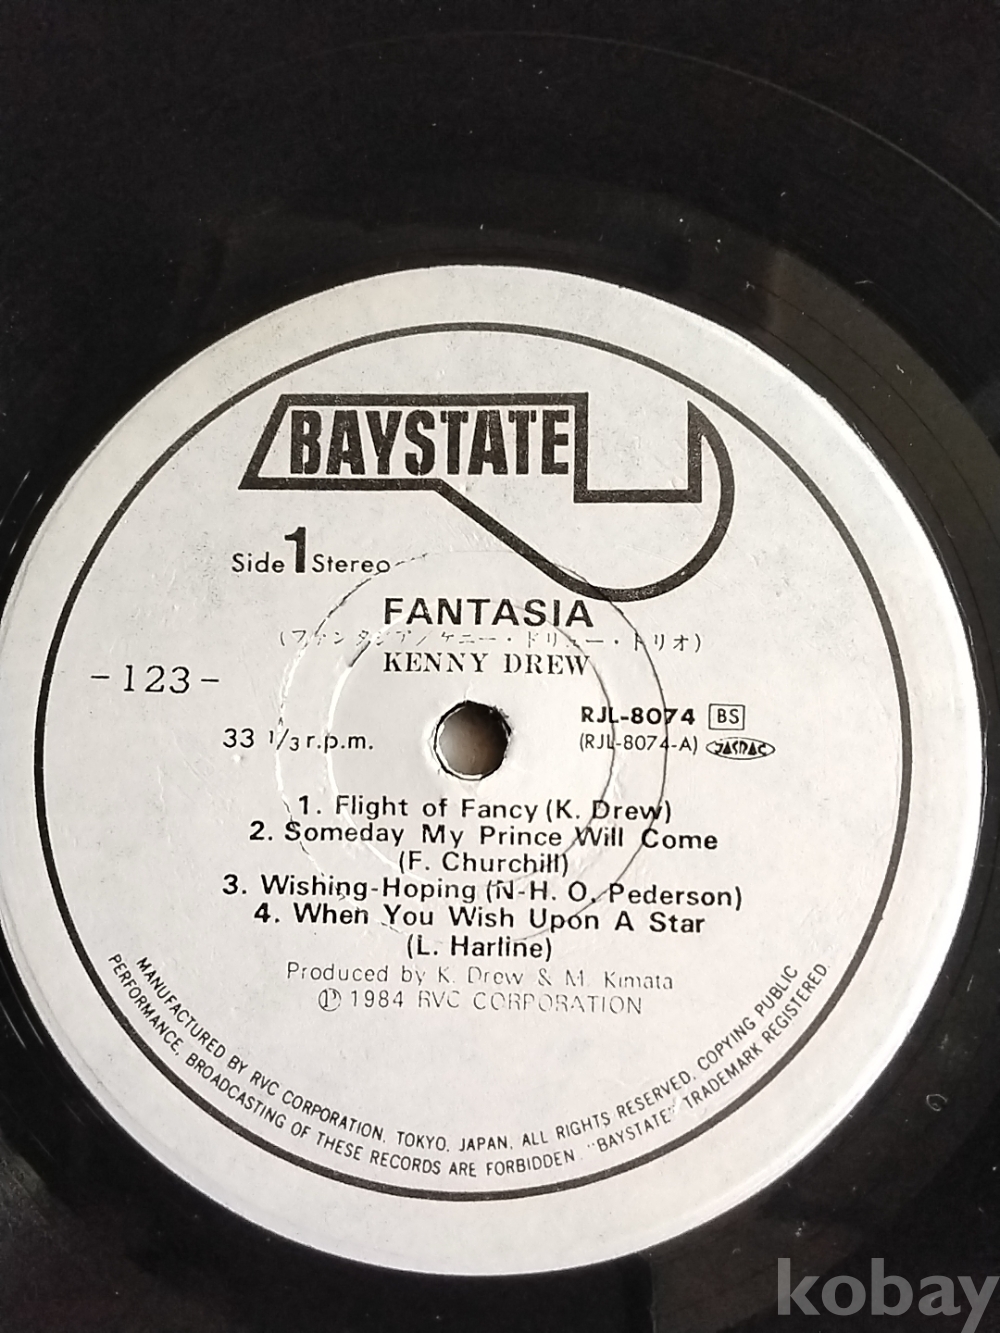 BAYSTATE
Side 1 Stereo
FANTASIA
(ファンタジア/ケニー・ドリュー・トリオ)
KENNY DREW
-123-
RJL-8074 BS
33 1/3 r.p.m.
(RJL-8074-A) JASRAC
1. Flight of Fancy (K. Drew)
2. Someday My Prince Will Come
(F. Churchill)
3. Wishing-Hoping (N-H. O. Pederson)
4. When You Wish Upon A Star
(L. Harline)
Produced by K. Drew & M. Kimata
Ⓟ 1984 RVC CORPORATION
MANUFACTURED BY RVC CORPORATION, TOKYO, JAPAN, ALL RIGHTS RESERVED, COPYING PUBLIC
PERFORMANCE, BROADCASTING OF THESE RECORDS ARE FORBIDDEN. "BAYSTATE" TRADEMARK REGISTERED.
kobay